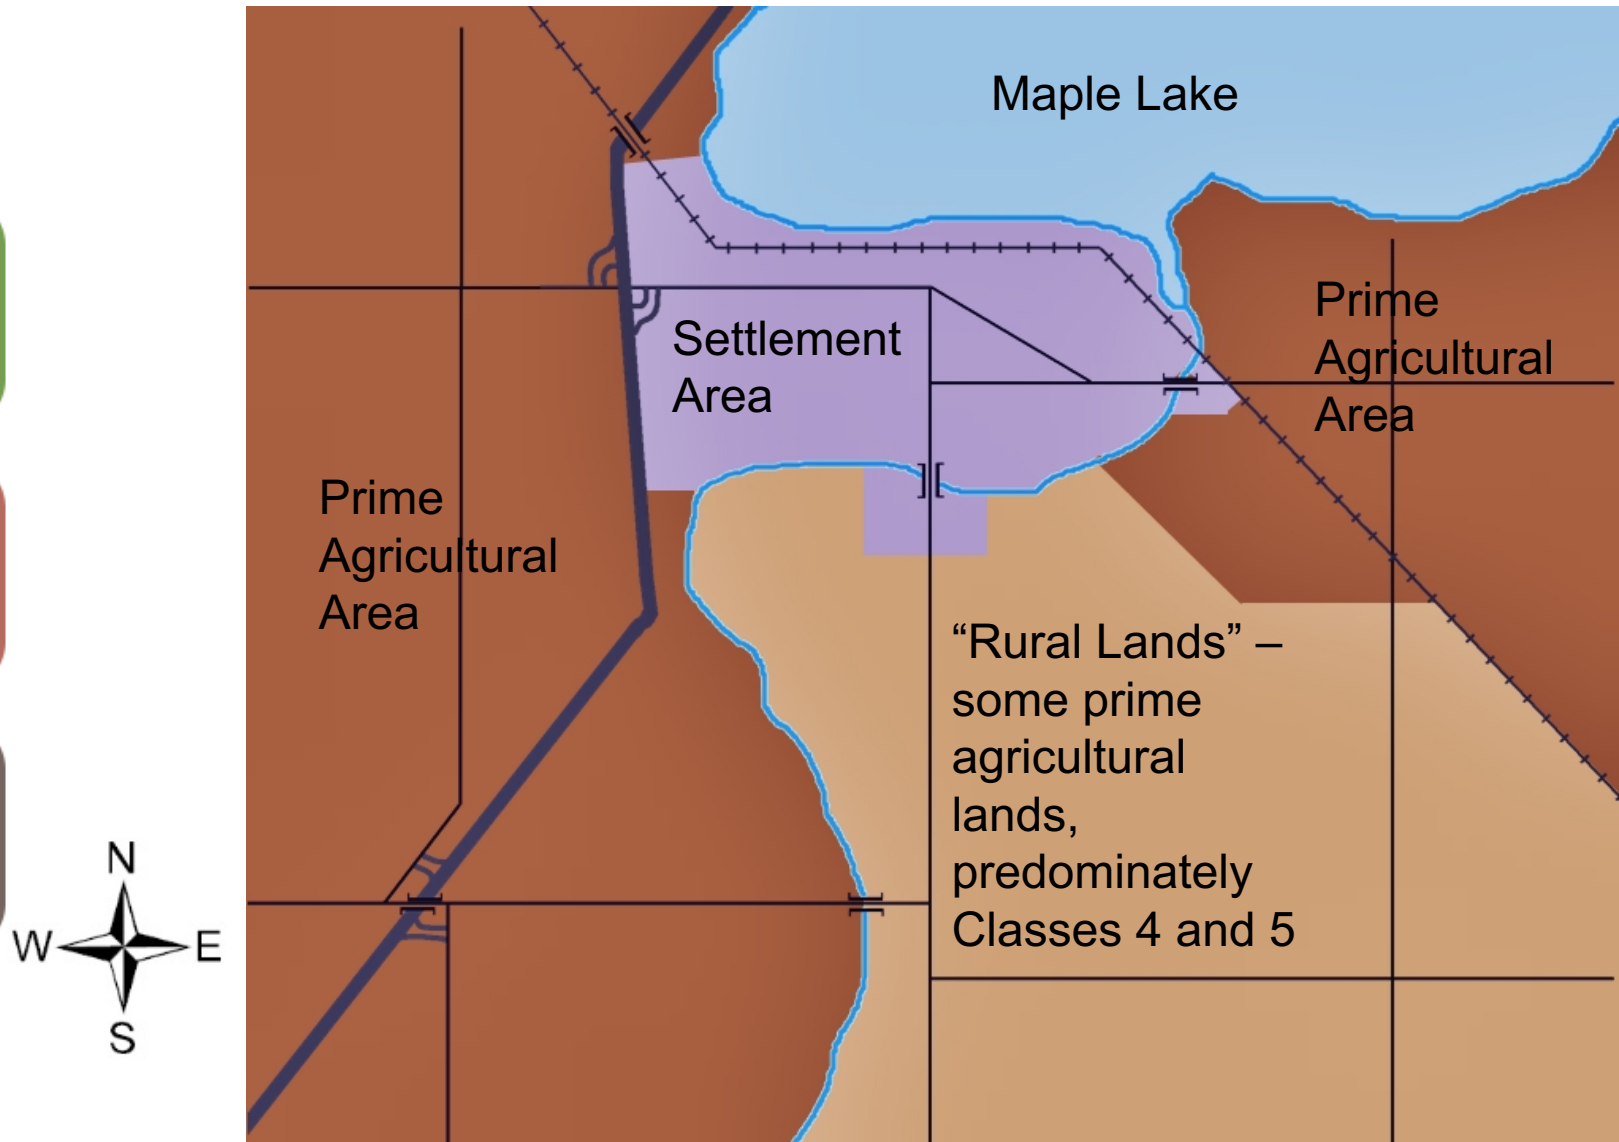 Maple Lake
Prime
Agricultural
Area
Settlement
Area
Prime
Agricultural
Area
“Rural Lands” –
some prime
agricultural
lands,
predominately
Classes 4 and 5
N
W
E
S